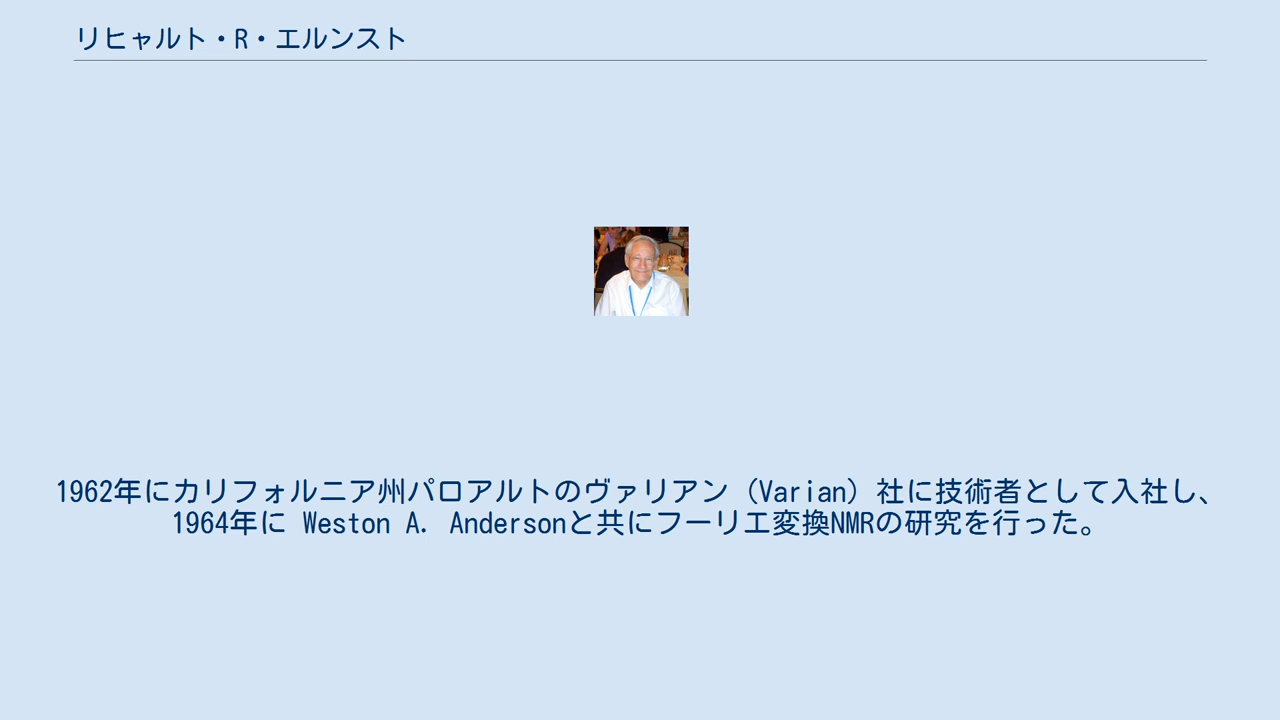 リヒャルト・R・エルンスト
1962年にカリフォルニア州パロアルトのヴァリアン (Varian) 社に技術者として入社し、
1964年に Weston A. Andersonと共にフーリエ変換NMRの研究を行った。